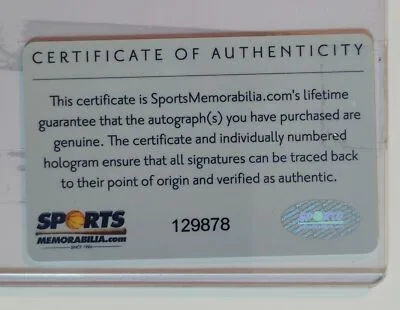 CERTIFICATE OF AUTHENTICITY
This certificate is SportsMemorabilia.com's lifetime
guarantee that the autograph(s) you have purchased are
genuine. The certificate and individually numbered
hologram ensure that all signatures can be traced back
to their point of origin and verified as authentic.
SPORTS
MEMORABILIA.com
129878
SPORTS